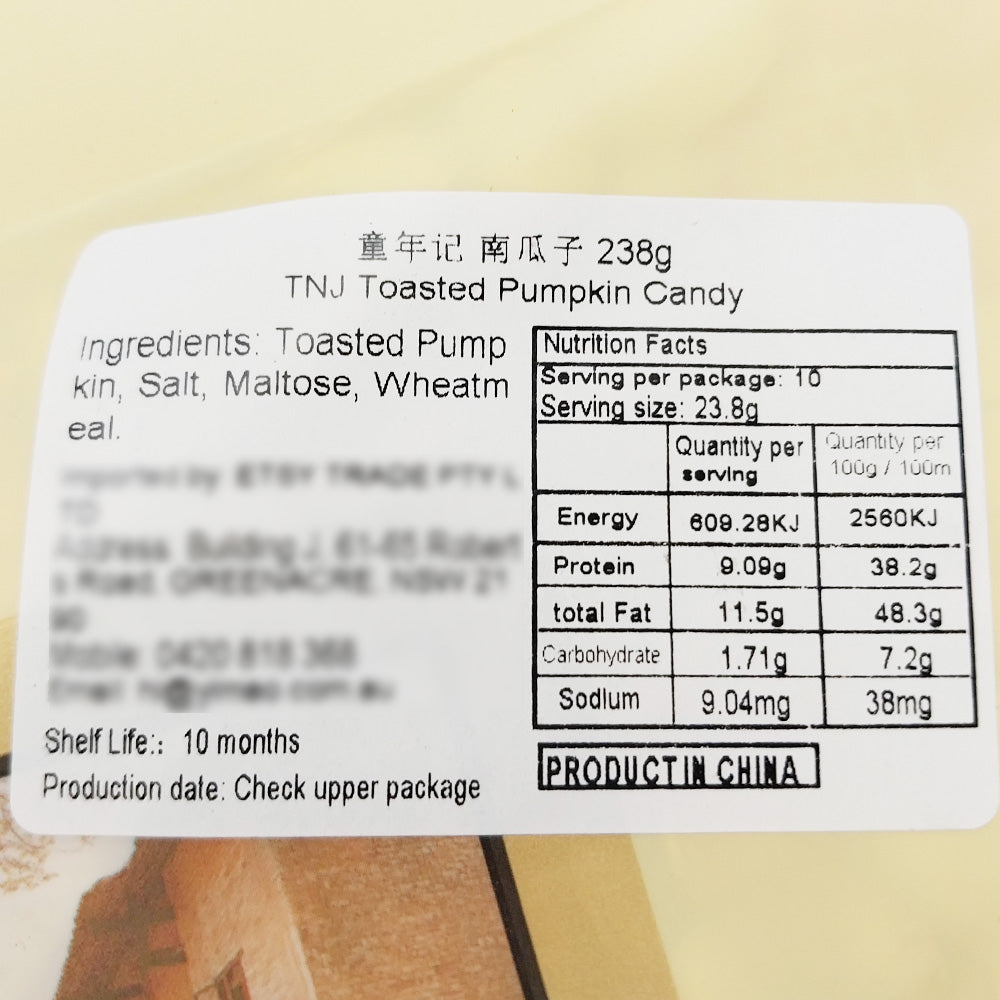 童年记 南瓜子 238g
TNJ Toasted Pumpkin Candy
Ingredients: Toasted Pump
kin, Salt, Maltose, Wheatm
eal.
Shelf Life:: 10 months
Production date: Check upper package
Nutrition Facts
Serving per package: 10
Serving size: 23.8g
Quantity per serving Quantity per 100g / 100m
Energy 609.28KJ 2560KJ
Protein 9.09g 38.2g
total Fat 11.5g 48.3g
Carbohydrate 1.71g 7.2g
Sodium 9.04mg 38mg
PRODUCT IN CHINA